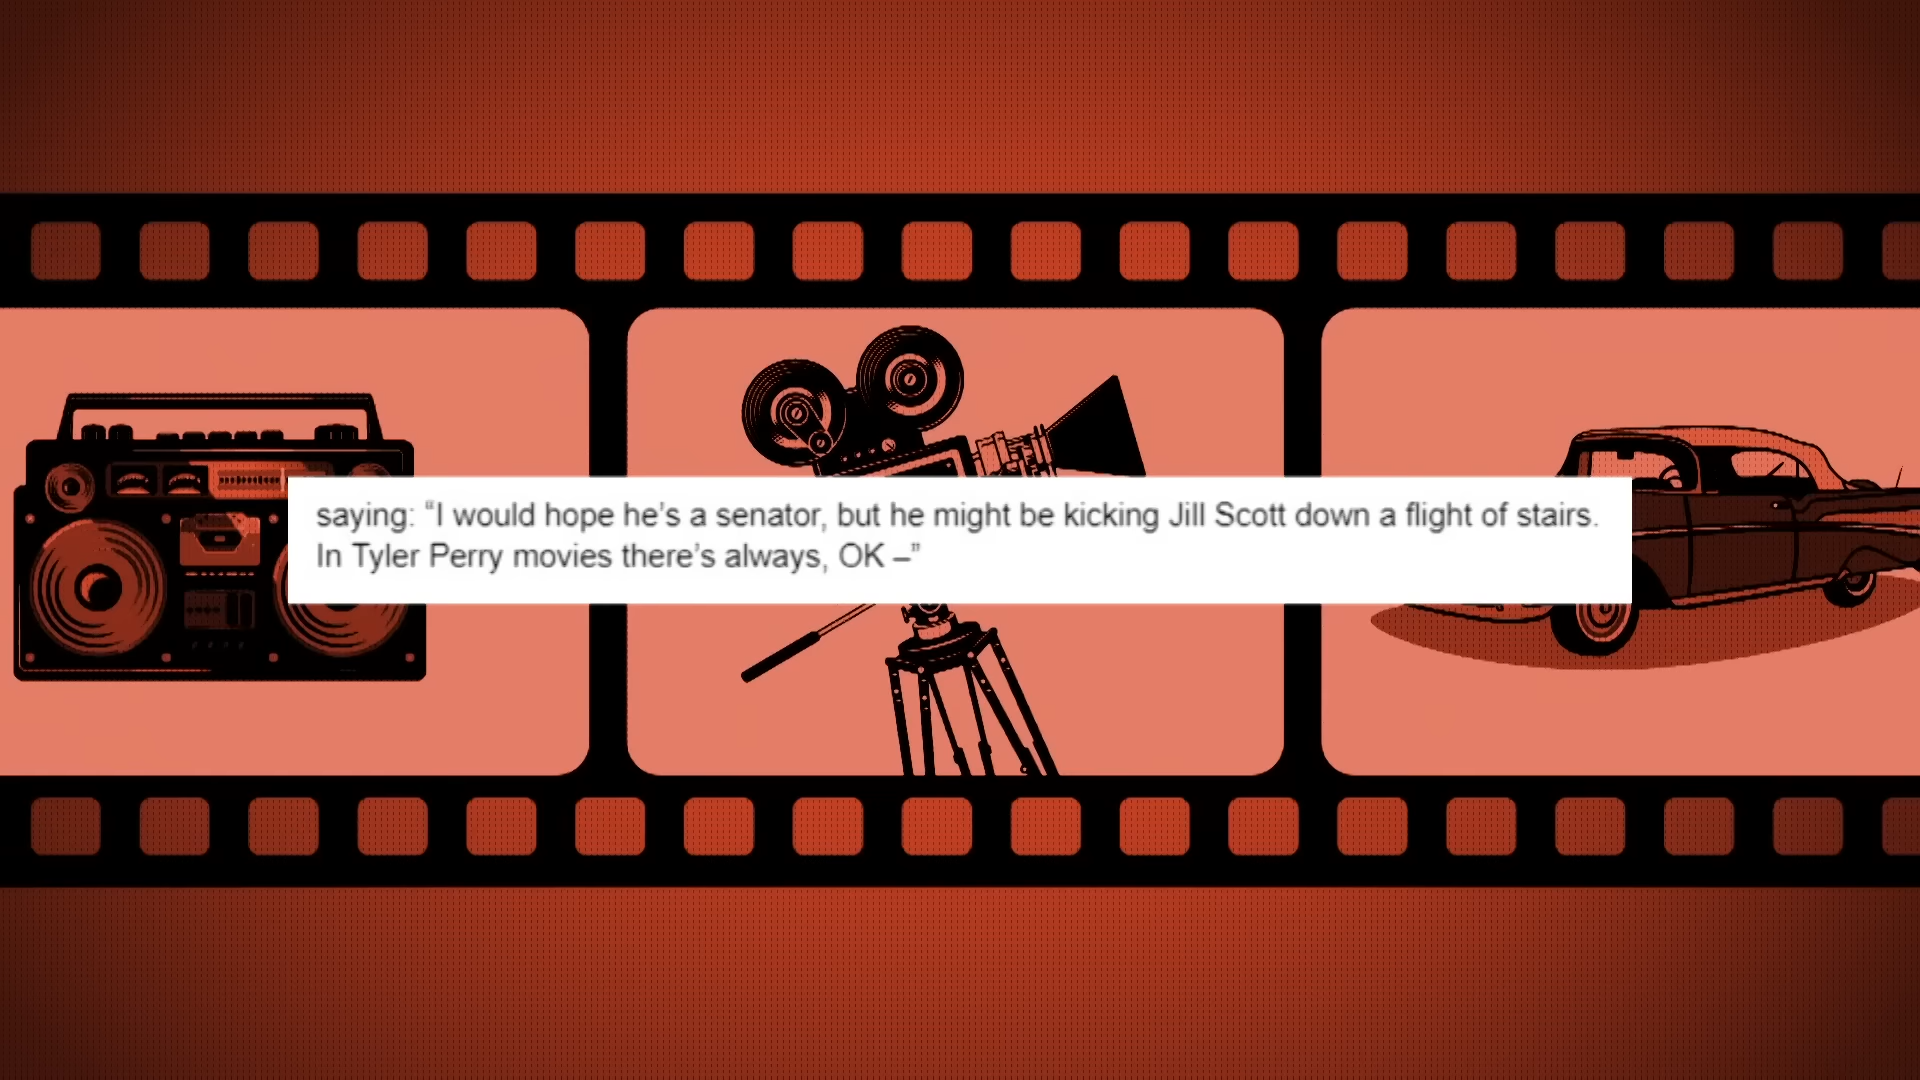 saying: “I would hope he’s a senator, but he might be kicking Jill Scott down a flight of stairs.
In Tyler Perry movies there’s always, OK –”